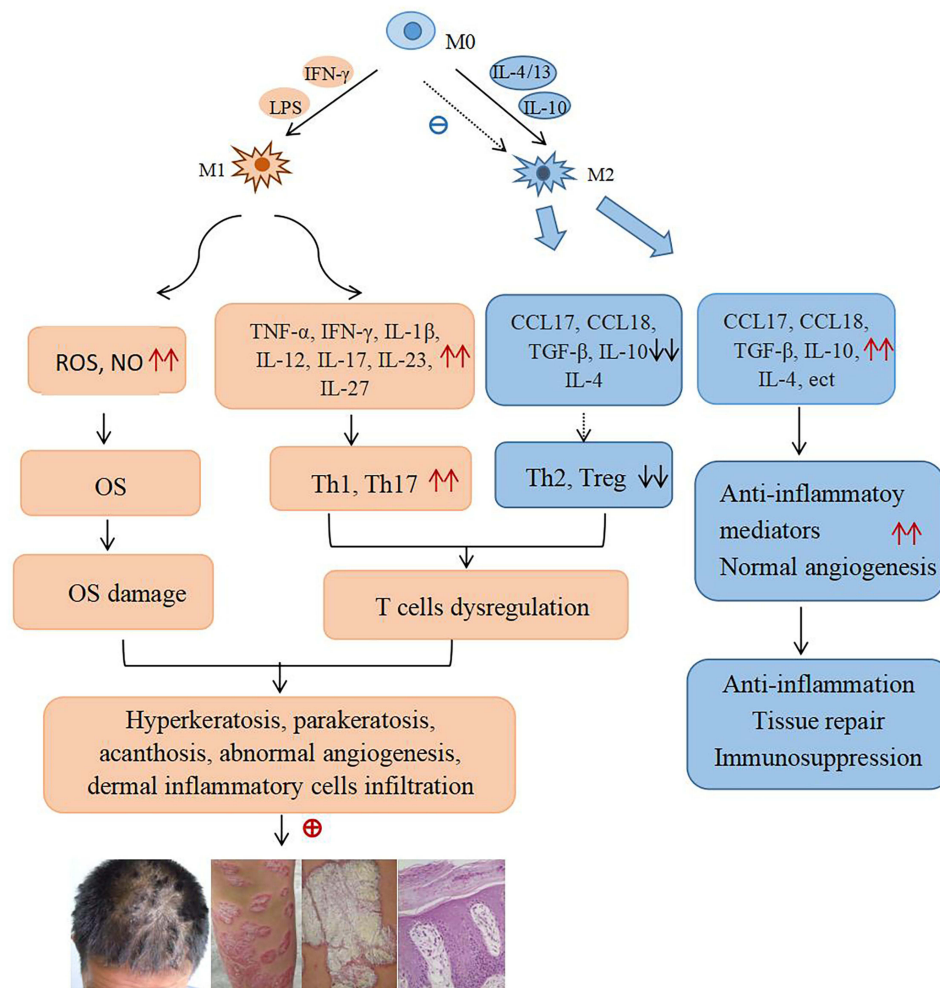 M0
IFN-γ
LPS
IL-4/13
IL-10
⊖
M1
M2
ROS, NO ↑↑
TNF-α, IFN-γ, IL-1β,
IL-12, IL-17, IL-23, ↑↑
IL-27
CCL17, CCL18,
TGF-β, IL-10 ↓↓
IL-4
CCL17, CCL18,
TGF-β, IL-10, ↑↑
IL-4, ect
OS
Th1, Th17 ↑↑
Th2, Treg ↓↓
Anti-inflammatoy
mediators ↑↑
Normal angiogenesis
OS damage
T cells dysregulation
Anti-inflammation
Tissue repair
Immunosuppression
Hyperkeratosis, parakeratosis,
acanthosis, abnormal angiogenesis,
dermal inflammatory cells infiltration
⊕